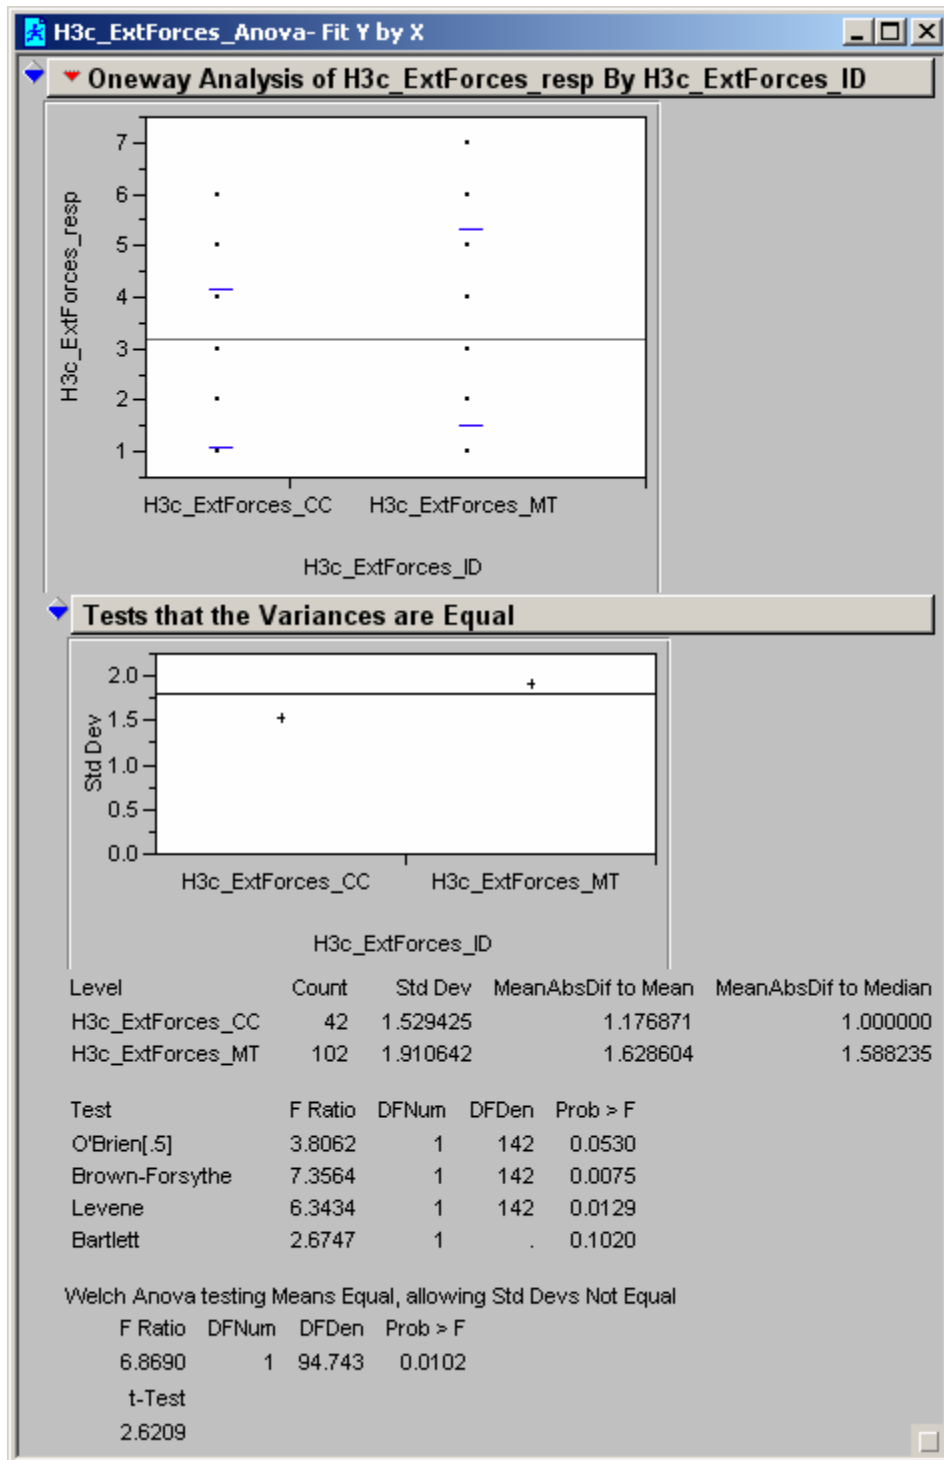 H3c_ExtForces_Anova- Fit Y by X
Oneway Analysis of H3c_ExtForces_resp By H3c_ExtForces_ID
H3c_ExtForces_resp
7
6
5
4
3
2
1
H3c_ExtForces_CC H3c_ExtForces_MT
H3c_ExtForces_ID
Tests that the Variances are Equal
Std Dev
2.0
1.5
1.0
0.5
0.0
H3c_ExtForces_CC H3c_ExtForces_MT
H3c_ExtForces_ID
Level Count Std Dev MeanAbsDif to Mean MeanAbsDif to Median
H3c_ExtForces_CC 42 1.529425 1.176871 1.000000
H3c_ExtForces_MT 102 1.910642 1.628604 1.588235
Test F Ratio DFNum DFDen Prob > F
O'Brien[.5] 3.8062 1 142 0.0530
Brown-Forsythe 7.3564 1 142 0.0075
Levene 6.3434 1 142 0.0129
Bartlett 2.6747 1 . 0.1020
Welch Anova testing Means Equal, allowing Std Devs Not Equal
F Ratio DFNum DFDen Prob > F
6.8690 1 94.743 0.0102
t-Test
2.6209